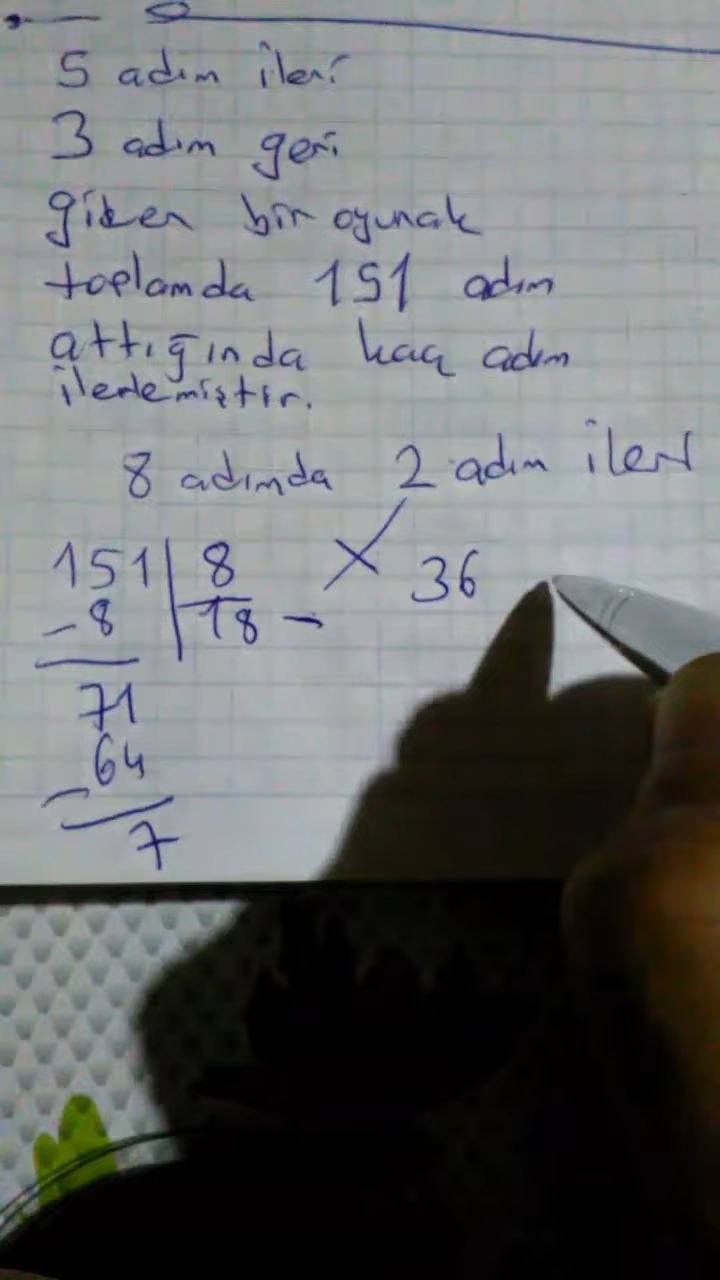 5 adım ileri
3 adım geri
giden bir oyuncak
toplamda 151 adım
attığında kaç adım
ilerlemiştir.
8 adımda 2 adım ileri
151 8
-8 18 - × 36
71
-64
7